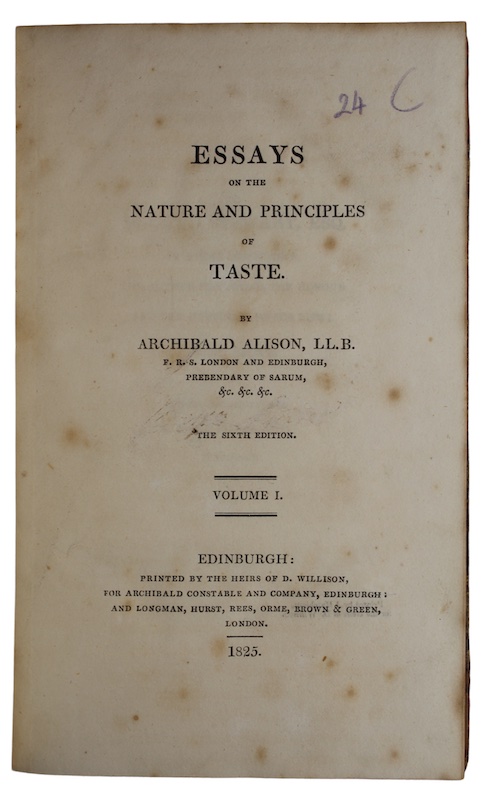 24 C
ESSAYS
ON THE
NATURE AND PRINCIPLES
OF
TASTE.
BY
ARCHIBALD ALISON, LL.B.
F. R. S. LONDON AND EDINBURGH,
PREBENDARY OF SARUM,
&c. &c. &c.
THE SIXTH EDITION.
VOLUME I.
EDINBURGH:
PRINTED BY THE HEIRS OF D. WILLISON,
FOR ARCHIBALD CONSTABLE AND COMPANY, EDINBURGH:
AND LONGMAN, HURST, REES, ORME, BROWN & GREEN,
LONDON.
1825.